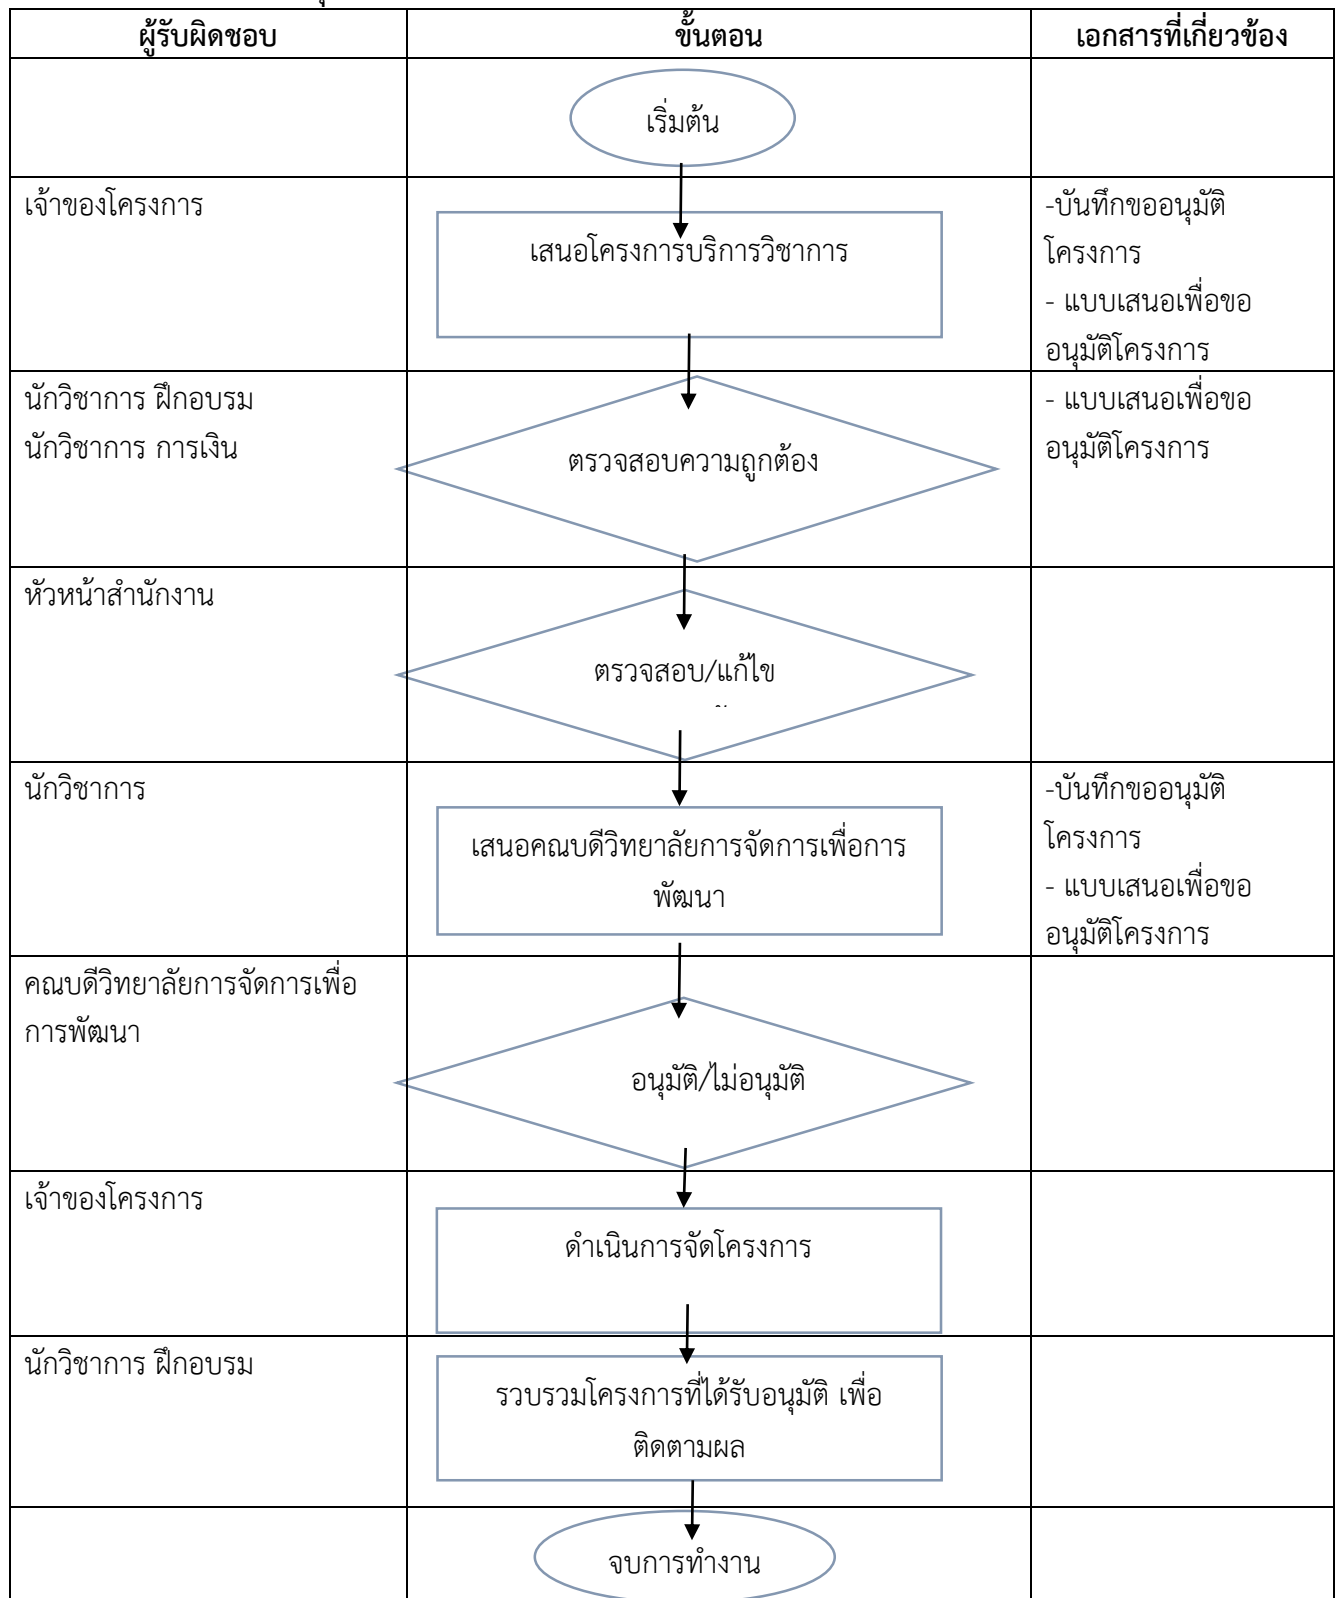 ผู้รับผิดชอบ ขั้นตอน เอกสารที่เกี่ยวข้อง
เริ่มต้น
เจ้าของโครงการ
เสนอโครงการบริการวิชาการ
-บันทึกขออนุมัติ
โครงการ
- แบบเสนอเพื่อขอ
อนุมัติโครงการ
นักวิชาการ ฝึกอบรม
นักวิชาการ การเงิน
ตรวจสอบความถูกต้อง
- แบบเสนอเพื่อขอ
อนุมัติโครงการ
หัวหน้าสำนักงาน
ตรวจสอบ/แก้ไข
นักวิชาการ
เสนอคณบดีวิทยาลัยการจัดการเพื่อการ
พัฒนา
-บันทึกขออนุมัติ
โครงการ
- แบบเสนอเพื่อขอ
อนุมัติโครงการ
คณบดีวิทยาลัยการจัดการเพื่อ
การพัฒนา
อนุมัติ/ไม่อนุมัติ
เจ้าของโครงการ
ดำเนินการจัดโครงการ
นักวิชาการ ฝึกอบรม
รวบรวมโครงการที่ได้รับอนุมัติ เพื่อ
ติดตามผล
จบการทำงาน